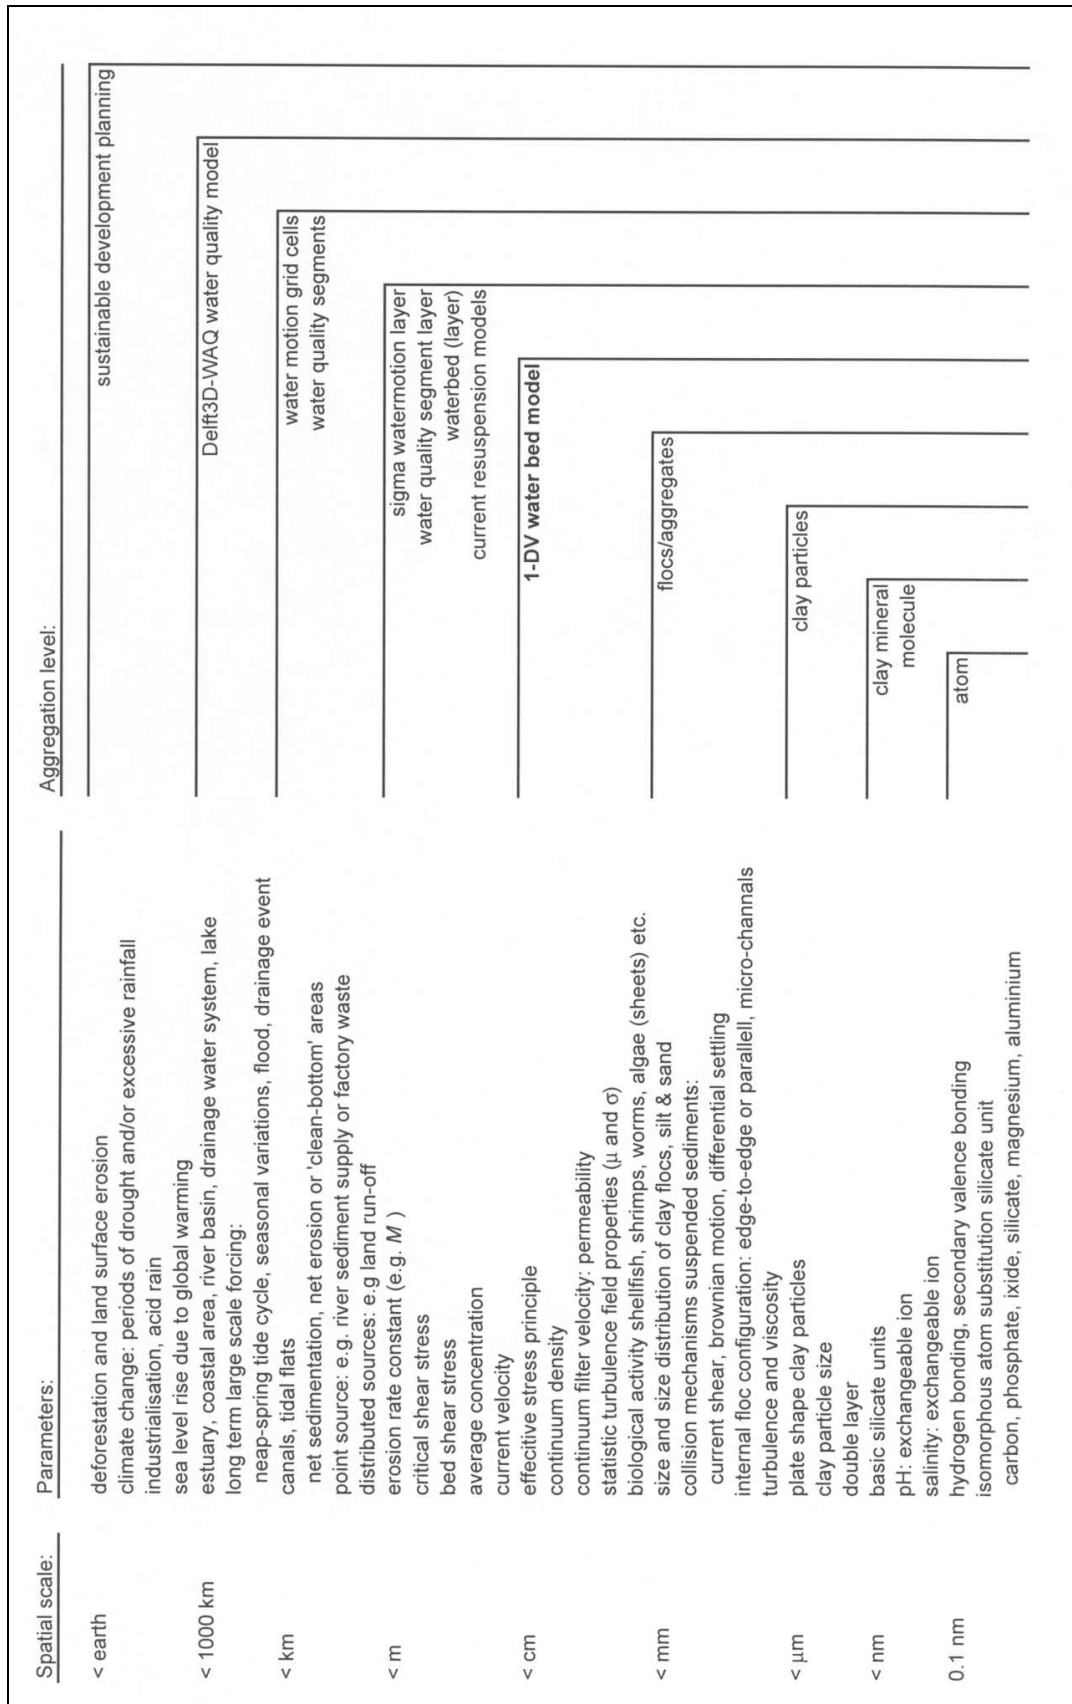 Spatial scale:
Parameters:
Aggregation level:
< earth
deforestation and land surface erosion
sustainable development planning
climate change: periods of drought and/or excessive rainfall
industrialisation, acid rain
sea level rise due to global warming
< 1000 km
estuary, coastal area, river basin, drainage water system, lake
Delft3D-WAQ water quality model
long term large scale forcing:
neap-spring tide cycle, seasonal variations, flood, drainage event
< km
canals, tidal flats
water motion grid cells
net sedimentation, net erosion or 'clean-bottom' areas
water quality segments
point source: e.g. river sediment supply or factory waste
distributed sources: e.g land run-off
< m
erosion rate constant (e.g. M )
sigma watermotion layer
critical shear stress
water quality segment layer
bed shear stress
waterbed (layer)
average concentration
current resuspension models
current velocity
< cm
effecitive stress principle
1-DV water bed model
continuum density
continuum filter velocity: permeability
statistic turbulence field properties (μ and σ)
biological activity shellfish, shrimps, worms, algae (sheets) etc.
< mm
size and size distribution of clay flocs, silt & sand
flocs/aggregates
collision mechanisms suspended sediments:
current shear, brownian motion, differential settling
internal floc configuration: edge-to-edge or parallell, micro-channals
turbulence and viscosity
< μm
plate shape clay particles
clay particles
clay particle size
double layer
< nm
basic silicate units
clay mineral
pH: exchangeable ion
molecule
salinity: exchangeable ion
0.1 nm
hydrogen bonding, secondary valence bonding
atom
isomorphous atom substitution silicate unit
carbon, phosphate, ixide, silicate, magnesium, aluminium